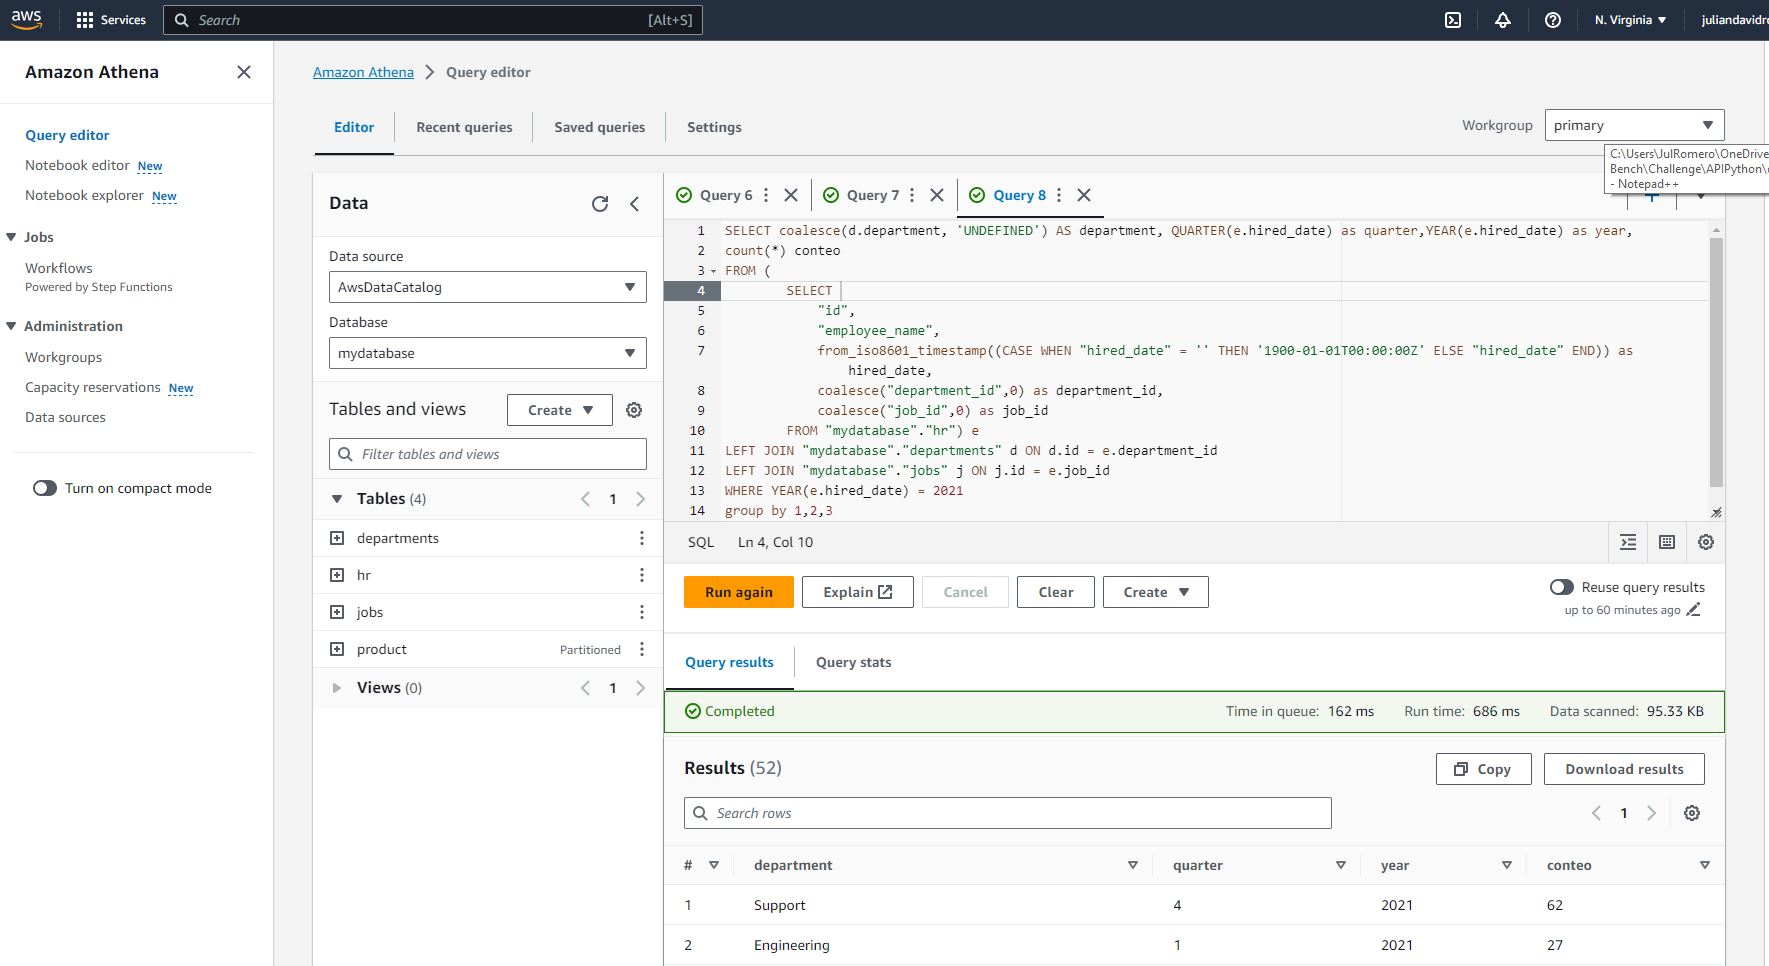 aws
Services
Search
[Alt+S]
N. Virginia
Amazon Athena
Query editor
Notebook editor New
Notebook explorer New
Jobs
Workflows
Powered by Step Functions
Administration
Workgroups
Capacity reservations New
Data sources
Turn on compact mode
Amazon Athena > Query editor
Editor
Recent queries
Saved queries
Settings
Workgroup
primary
C:\Users\JulRomero\OneDrive
Bench\Challenge\APIPython\
- Notepad++
Data
Data source
AwsDataCatalog
Database
mydatabase
Tables and views
Create
Filter tables and views
Tables (4)
< 1 >
departments
hr
jobs
product Partitioned
Views (0)
< 1 >
Query 6
Query 7
Query 8
1 SELECT coalesce(d.department, 'UNDEFINED') AS department, QUARTER(e.hired_date) as quarter,YEAR(e.hired_date) as year,
2 count(*) conteo
3 FROM (
4 SELECT
5 "id",
6 "employee_name",
7 from_iso8601_timestamp((CASE WHEN "hired_date" = '' THEN '1900-01-01T00:00:00Z' ELSE "hired_date" END)) as
hired_date,
8 coalesce("department_id",0) as department_id,
9 coalesce("job_id",0) as job_id
10 FROM "mydatabase"."hr") e
11 LEFT JOIN "mydatabase"."departments" d ON d.id = e.department_id
12 LEFT JOIN "mydatabase"."jobs" j ON j.id = e.job_id
13 WHERE YEAR(e.hired_date) = 2021
14 group by 1,2,3
SQL Ln 4, Col 10
Run again
Explain
Cancel
Clear
Create
Reuse query results
up to 60 minutes ago
Query results
Query stats
Completed
Time in queue: 162 ms Run time: 686 ms Data scanned: 95.33 KB
Results (52)
Copy
Download results
Search rows
< 1 >
# department quarter year conteo
1 Support 4 2021 62
2 Engineering 1 2021 27